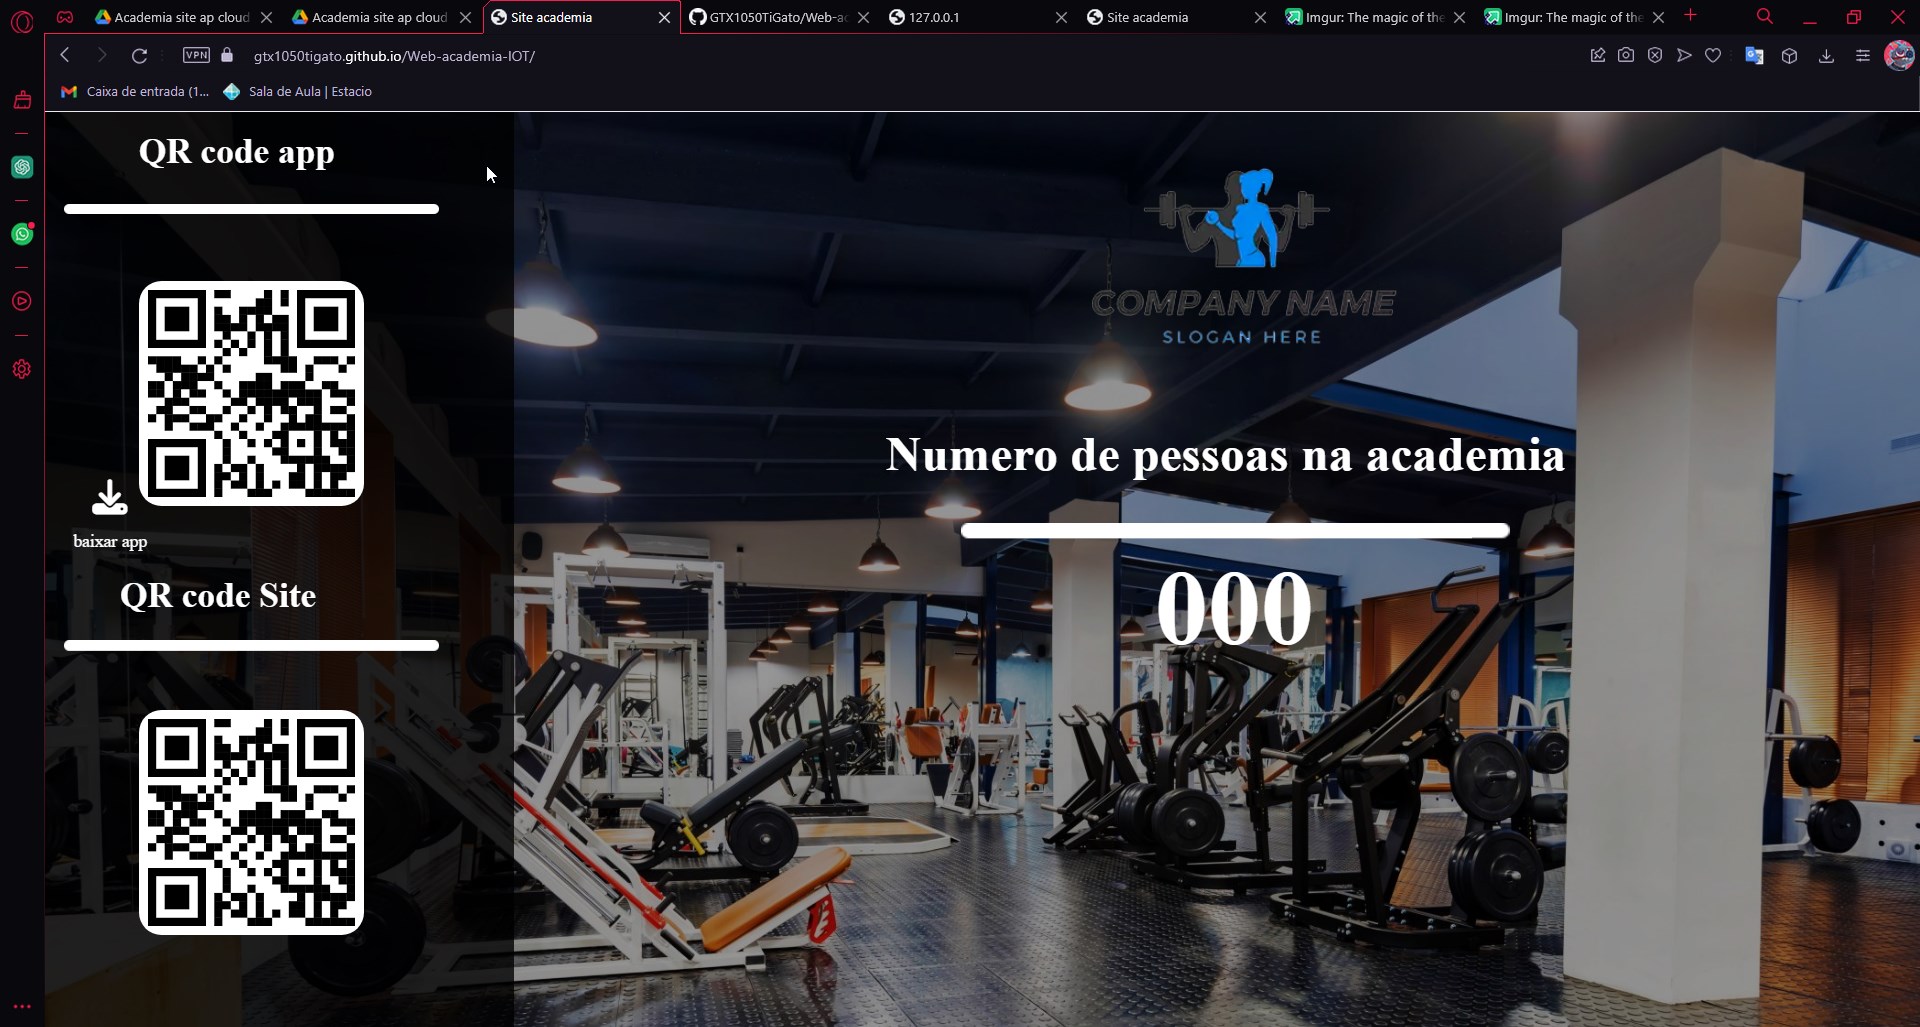 Academia site ap cloud
Academia site ap cloud
Site academia
GTX1050TiGato/Web-ac
127.0.0.1
Site academia
Imgur: The magic of the
Imgur: The magic of the
VPN
gtx1050tigato.github.io/Web-academia-IOT/
Caixa de entrada (1...
Sala de Aula | Estacio
QR code app
baixar app
QR code Site
COMPANY NAME
SLOGAN HERE
Numero de pessoas na academia
000